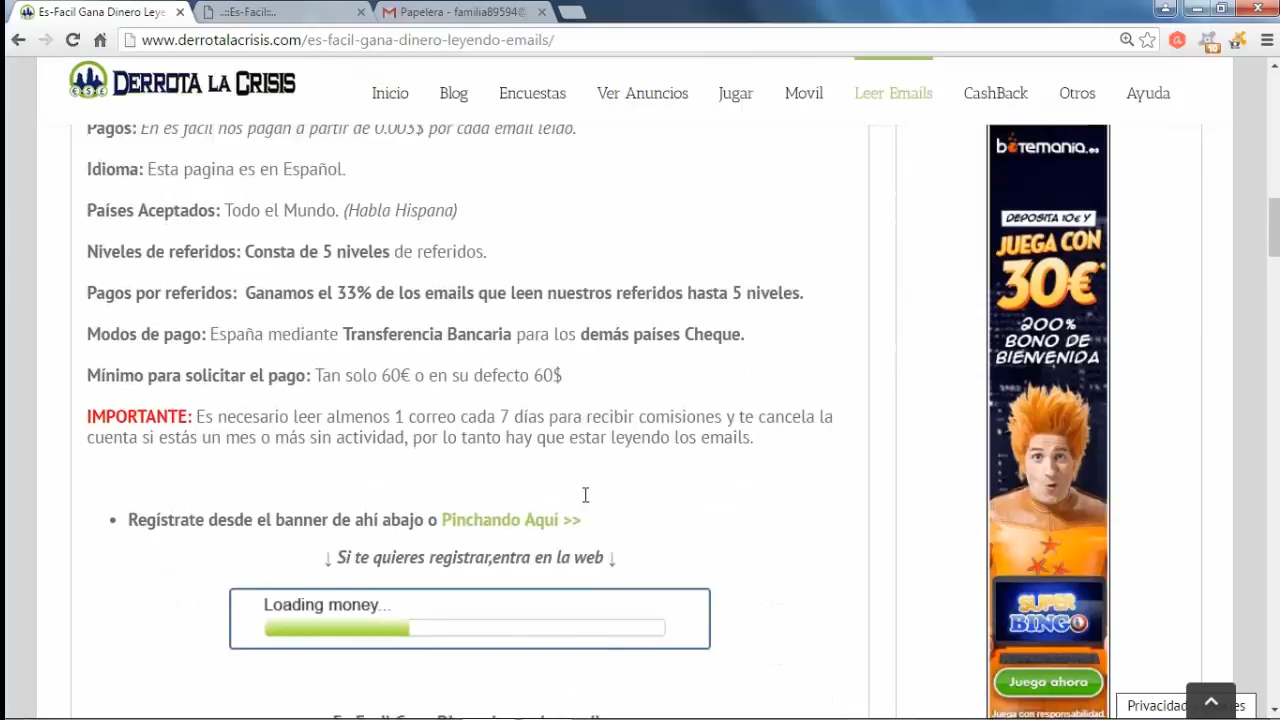 Es-Facil Gana Dinero Leye
..::Es-Facil::..
Papelera - familia89594@
www.derrotalacrisis.com/es-facil-gana-dinero-leyendo-emails/
10
C$€
DERROTA LA CRISIS
Inicio Blog Encuestas Ver Anuncios Jugar Movil Leer Emails CashBack Otros Ayuda
Pagos: En es facil nos pagan a partir de 0.003$ por cada email leido.
Idioma: Esta pagina es en Español.
Países Aceptados: Todo el Mundo. (Habla Hispana)
Niveles de referidos: Consta de 5 niveles de referidos.
Pagos por referidos: Ganamos el 33% de los emails que leen nuestros referidos hasta 5 niveles.
Modos de pago: España mediante Transferencia Bancaria para los demás países Cheque.
Mínimo para solicitar el pago: Tan solo 60€ o en su defecto 60$
IMPORTANTE: Es necesario leer almenos 1 correo cada 7 días para recibir comisiones y te cancela la
cuenta si estás un mes o más sin actividad, por lo tanto hay que estar leyendo los emails.
• Regístrate desde el banner de ahí abajo o Pinchando Aquí >>
↓ Si te quieres registrar,entra en la web ↓
Loading money...
botemania.es
DEPOSITA 10€ Y
JUEGA CON
30€*
200%
BONO DE
BIENVENIDA
SUPER
BINGO
Juega ahora
Juega con responsabilidad.
Privacidad
es